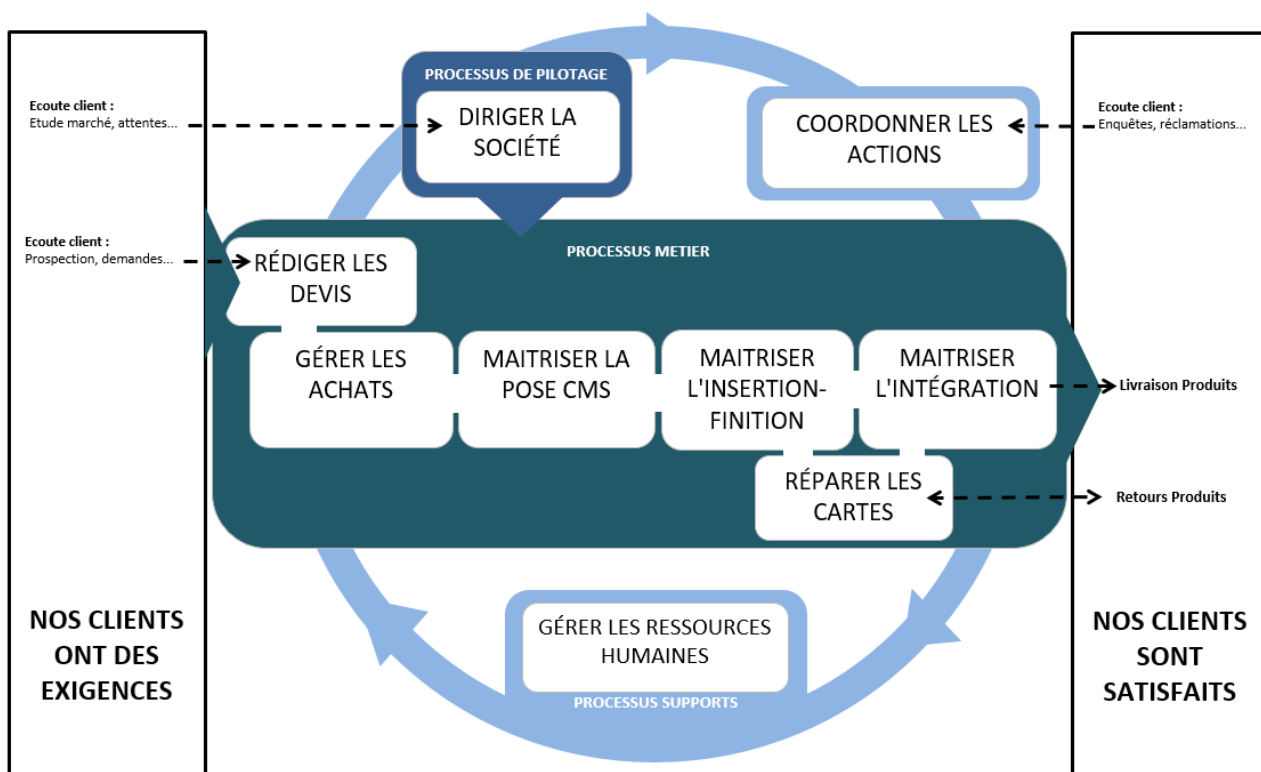 Ecoute client :
Etude marché, attentes...
Ecoute client :
Prospection, demandes...
NOS CLIENTS
ONT DES
EXIGENCES
PROCESSUS DE PILOTAGE
DIRIGER LA
SOCIÉTÉ
COORDONNER LES
ACTIONS
PROCESSUS METIER
RÉDIGER LES
DEVIS
GÉRER LES
ACHATS
MAITRISER LA
POSE CMS
MAITRISER
L'INSERTION-
FINITION
MAITRISER
L'INTÉGRATION
RÉPARER LES
CARTES
GÉRER LES RESSOURCES
HUMAINES
PROCESSUS SUPPORTS
Ecoute client :
Enquêtes, réclamations...
Livraison Produits
Retours Produits
NOS CLIENTS
SONT
SATISFAITS